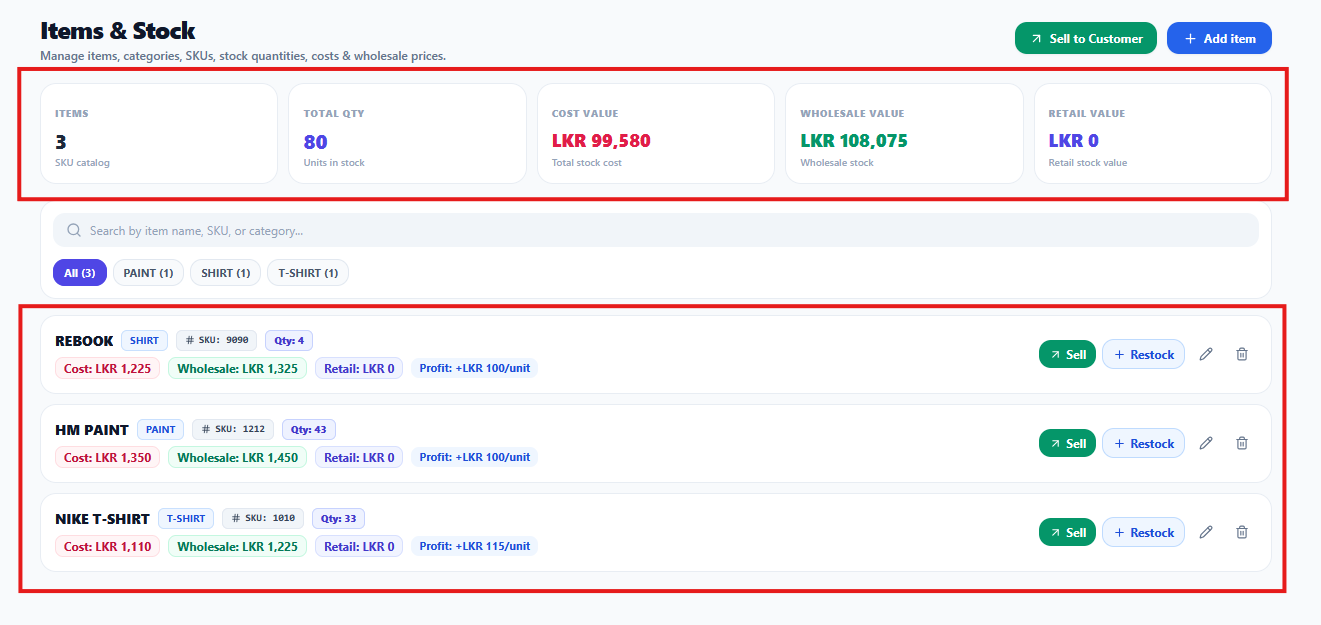 Items & Stock
Manage items, categories, SKUs, stock quantities, costs & wholesale prices.
Sell to Customer
+ Add item
ITEMS
3
SKU catalog
TOTAL QTY
80
Units in stock
COST VALUE
LKR 99,580
Total stock cost
WHOLESALE VALUE
LKR 108,075
Wholesale stock
RETAIL VALUE
LKR 0
Retail stock value
Search by item name, SKU, or category...
All (3) PAINT (1) SHIRT (1) T-SHIRT (1)
REBOOK SHIRT # SKU: 9090 Qty: 4
Cost: LKR 1,225 Wholesale: LKR 1,325 Retail: LKR 0 Profit: +LKR 100/unit
Sell + Restock
HM PAINT PAINT # SKU: 1212 Qty: 43
Cost: LKR 1,350 Wholesale: LKR 1,450 Retail: LKR 0 Profit: +LKR 100/unit
Sell + Restock
NIKE T-SHIRT T-SHIRT # SKU: 1010 Qty: 33
Cost: LKR 1,110 Wholesale: LKR 1,225 Retail: LKR 0 Profit: +LKR 115/unit
Sell + Restock